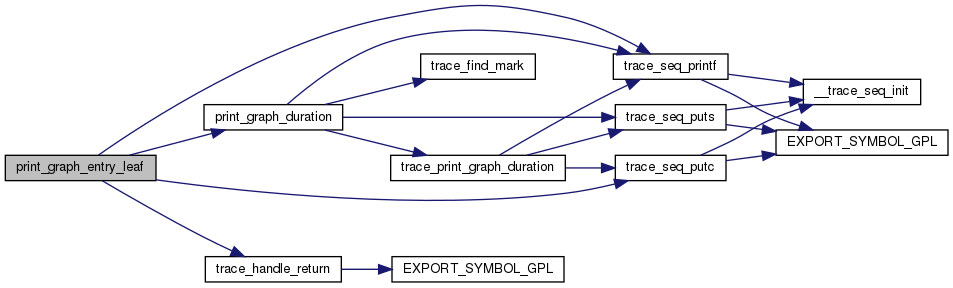 trace_seq_printf
trace_find_mark
__trace_seq_init
print_graph_duration
trace_seq_puts
EXPORT_SYMBOL_GPL
print_graph_entry_leaf
trace_print_graph_duration
trace_seq_putc
trace_handle_return
EXPORT_SYMBOL_GPL